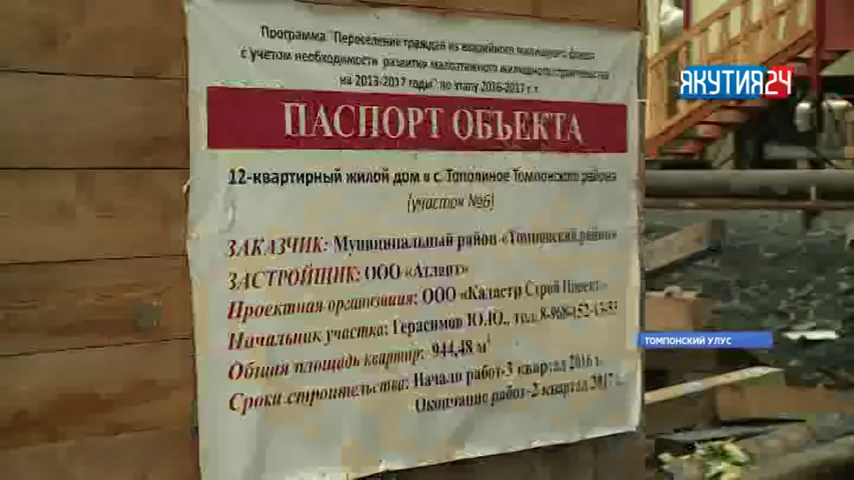 Программа "Переселение граждан из аварийного жилищного фонда
с учетом необходимости развития малоэтажного жилищного строительства
на 2013-2017 годы" по этапу 2016-2017 г.г.
ПАСПОРТ ОБЪЕКТА
12-квартирный жилой дом в с. Тополиное Томпонского района
(участок №6)
ЗАКАЗЧИК: Муниципальный район «Томпонский район»
ЗАСТРОЙЩИК: ООО «Атлант»
Проектная организация: ООО «Кадастр Строй Проект»
Начальник участка: Герасимов Ю.Ю., тел.
Общая площадь квартир: 944,48 м²
Сроки строительства: Начало работ-3 квартал 2016 г.
Окончание работ-2 квартал 2017 г.
ЯКУТИЯ24
ТОМПОНСКИЙ УЛУС